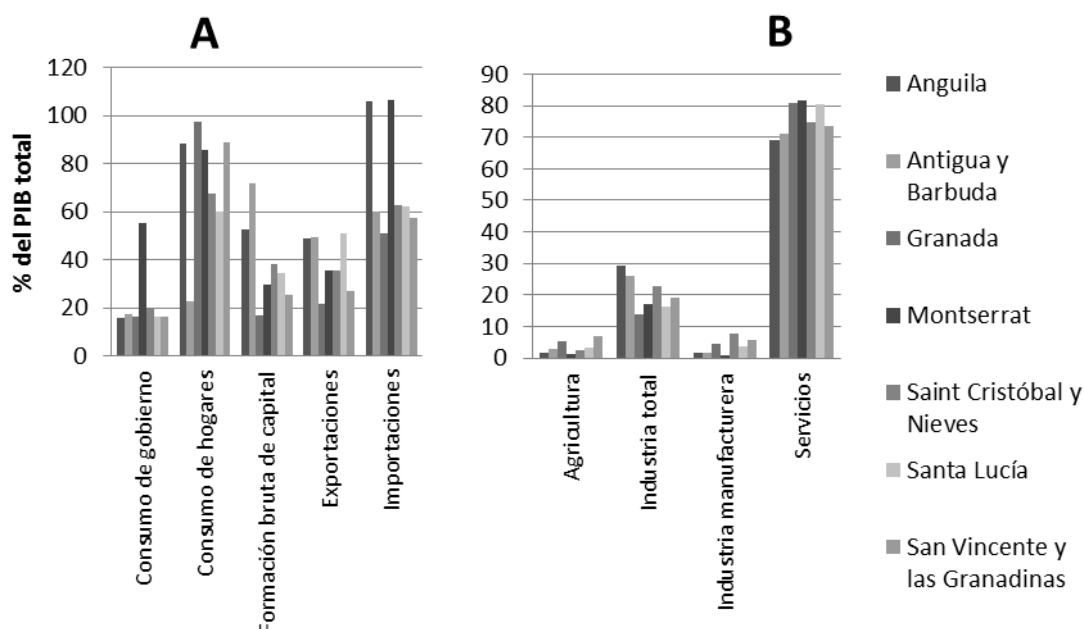 A
% del PIB total
120
100
80
60
40
20
0
Consumo de gobierno
Consumo de hogares
Formación bruta de capital
Exportaciones
Importaciones
B
90
80
70
60
50
40
30
20
10
0
Agricultura
Industria total
Industria manufacturera
Servicios
Anguila
Antigua y
Barbuda
Granada
Montserrat
Saint Cristóbal y
Nieves
Santa Lucía
San Vincente y
las Granadinas